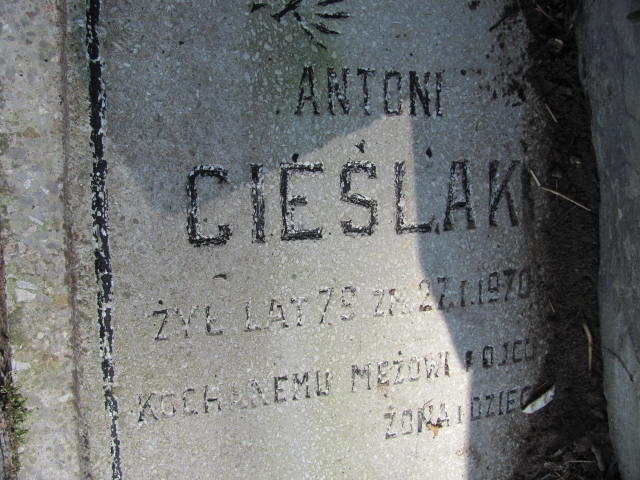 ANTONI
CIEŚLAK
ŻYŁ LAT 79 ZM. 27.I.1970
KOCHANEMU MĘŻOWI I OJCU
ŻONA I DZIECI